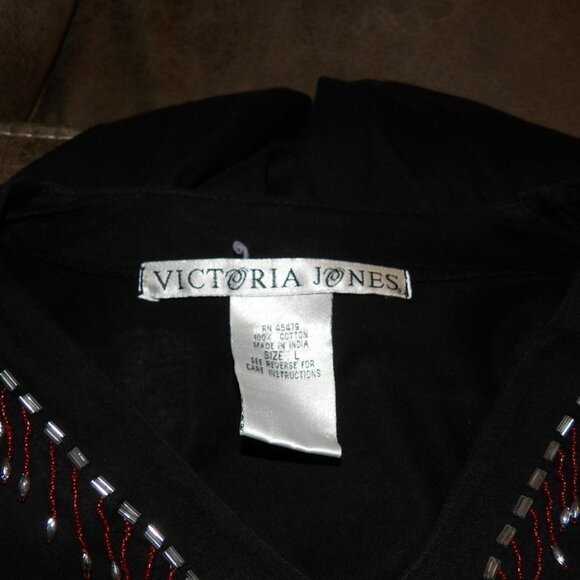 VICTORIA JONES
RN 45479
100% COTTON
MADE IN INDIA
SIZE L
SEE REVERSE FOR
CARE INSTRUCTIONS